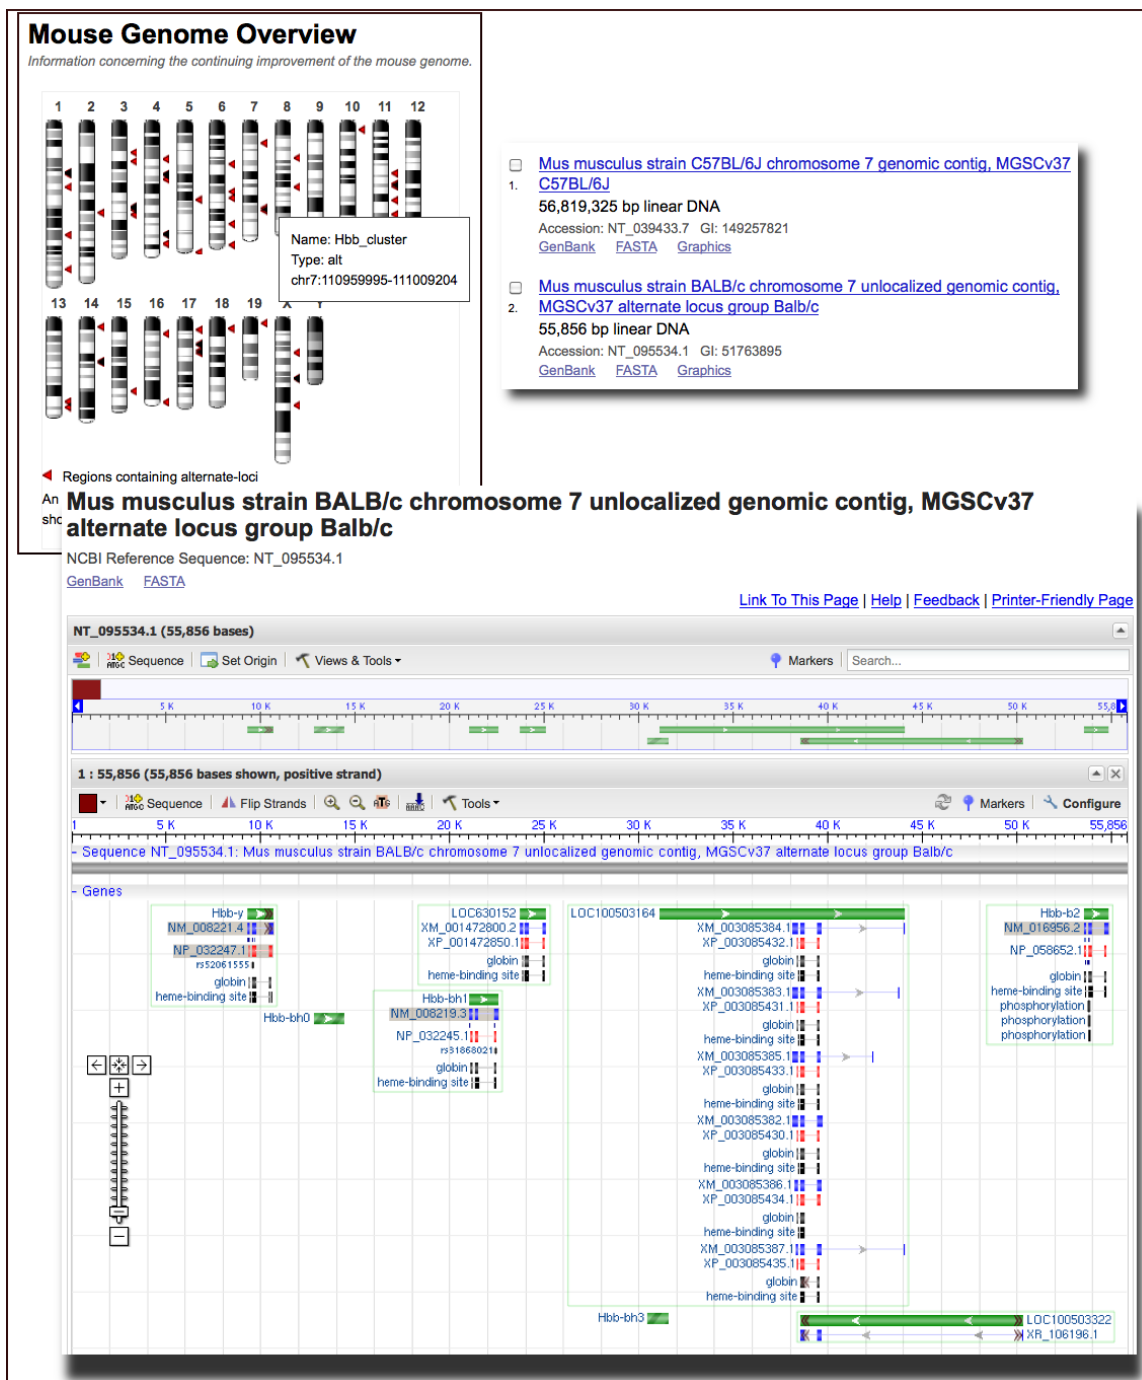 Mouse Genome Overview
Information concerning the continuing improvement of the mouse genome.
1 2 3 4 5 6 7 8 9 10 11 12
Name: Hbb_cluster
Type: alt
chr7:110959995-111009204
13 14 15 16 17 18 19 X Y
Regions containing alternate-loci
An
sho
Mus musculus strain C57BL/6J chromosome 7 genomic contig, MGSCv37
1. C57BL/6J
56,819,325 bp linear DNA
Accession: NT_039433.7 GI: 149257821
GenBank FASTA Graphics
Mus musculus strain BALB/c chromosome 7 unlocalized genomic contig,
2. MGSCv37 alternate locus group Balb/c
55,856 bp linear DNA
Accession: NT_095534.1 GI: 51763895
GenBank FASTA Graphics
Mus musculus strain BALB/c chromosome 7 unlocalized genomic contig, MGSCv37
alternate locus group Balb/c
NCBI Reference Sequence: NT_095534.1
GenBank FASTA
Link To This Page | Help | Feedback | Printer-Friendly Page
NT_095534.1 (55,856 bases)
Sequence Set Origin Views & Tools Markers Search...
5 K 10 K 15 K 20 K 25 K 30 K 35 K 40 K 45 K 50 K 55,8
1 : 55,856 (55,856 bases shown, positive strand)
Sequence Flip Strands ATG Tools Markers Configure
1 5 K 10 K 15 K 20 K 25 K 30 K 35 K 40 K 45 K 50 K 55,856
- Sequence NT_095534.1: Mus musculus strain BALB/c chromosome 7 unlocalized genomic contig, MGSCv37 alternate locus group Balb/c
- Genes
Hbb-y
NM_008221.4
NP_032247.1
rs52061555
globin
heme-binding site
Hbb-bh0
LOC630152
XM_001472800.2
XP_001472850.1
globin
heme-binding site
Hbb-bh1
NM_008219.3
NP_032245.1
rs31868021
globin
heme-binding site
LOC100503164
XM_003085384.1
XP_003085432.1
globin
heme-binding site
XM_003085383.1
XP_003085431.1
globin
heme-binding site
XM_003085385.1
XP_003085433.1
globin
heme-binding site
XM_003085382.1
XP_003085430.1
globin
heme-binding site
XM_003085386.1
XP_003085434.1
globin
heme-binding site
XM_003085387.1
XP_003085435.1
globin
heme-binding site
Hbb-b2
NM_016956.2
NP_058652.1
globin
heme-binding site
phosphorylation
phosphorylation
phosphorylation
Hbb-bh3
LOC100503322
XR_106196.1